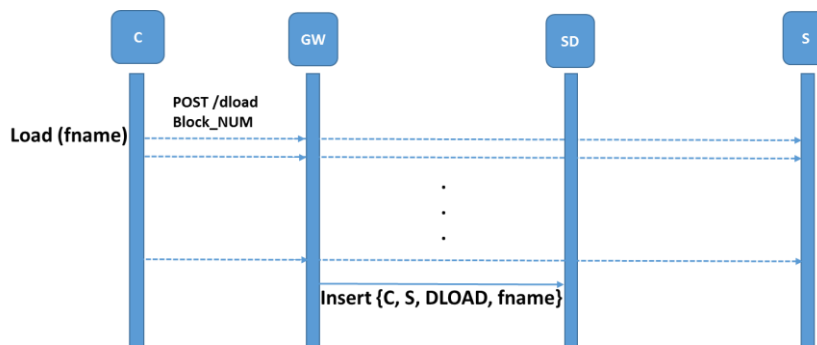 C
GW
SD
S
POST /dload
Block_NUM
Load (fname)
.
.
.
Insert {C, S, DLOAD, fname}